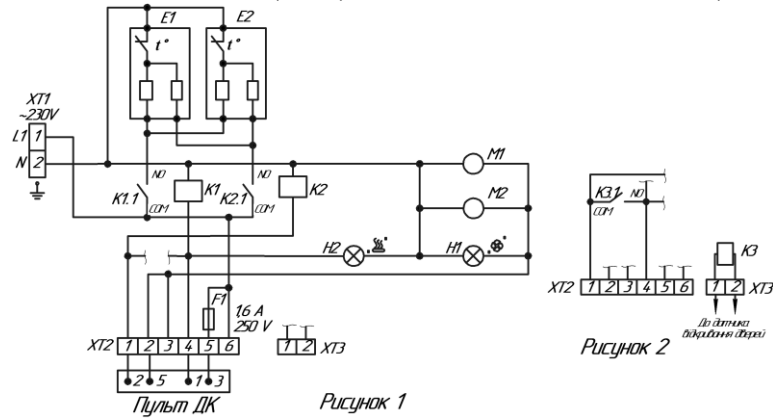 E1
E2
t°
t°
XT1
~230V
L1 1
N 2
NO
K1.1
COM
K1
NO
K2.1
COM
K2
M1
M2
H2
H1
F1
1,6 A
250 V
XT2 1 2 3 4 5 6
1 2 XT3
2 5 1 3
Пульт ДК
Рисунок 1
K3.1
NO
COM
K3
XT2 1 2 3 4 5 6
1 2 XT3
До датчика
відкривання дверей
Рисунок 2